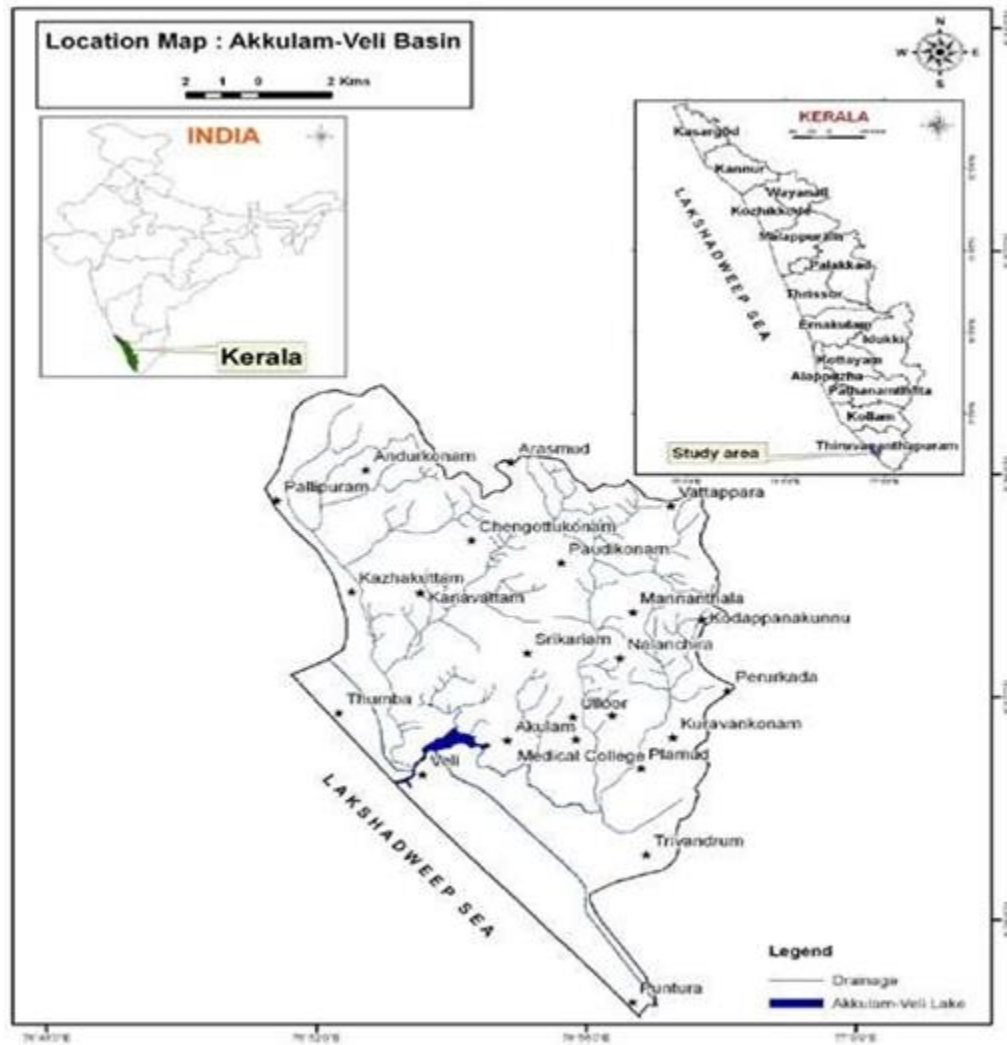 Location Map : Akkulam-Veli Basin
2 1 0 2 Kms
N
W E
S
INDIA
Kerala
KERALA
Kasargod
Kannur
Wayanad
Kozhikkode
Malappuram
Palakkad
Thrissor
Ernakulam
Idukki
Kottayam
Alappuzha
Pathanamthitta
Kollam
Thiruvananthapuram
LAKSHADWEEP SEA
Study area
Arasmud
Andurkonam
Pallipuram
Vattappara
Chengottukonam
Paudikonam
Kazhakuttam
Kanavattam
Mannanthala
Kodappanakunnu
Srikariam
Nalanchira
Perurkada
Thumba
Ulloor
Akulam
Kuravankonam
Medical College
Plamud
Veli
LAKSHADWEEP SEA
Trivandrum
Puntura
Legend
Drainage
Akkulam-Veli Lake